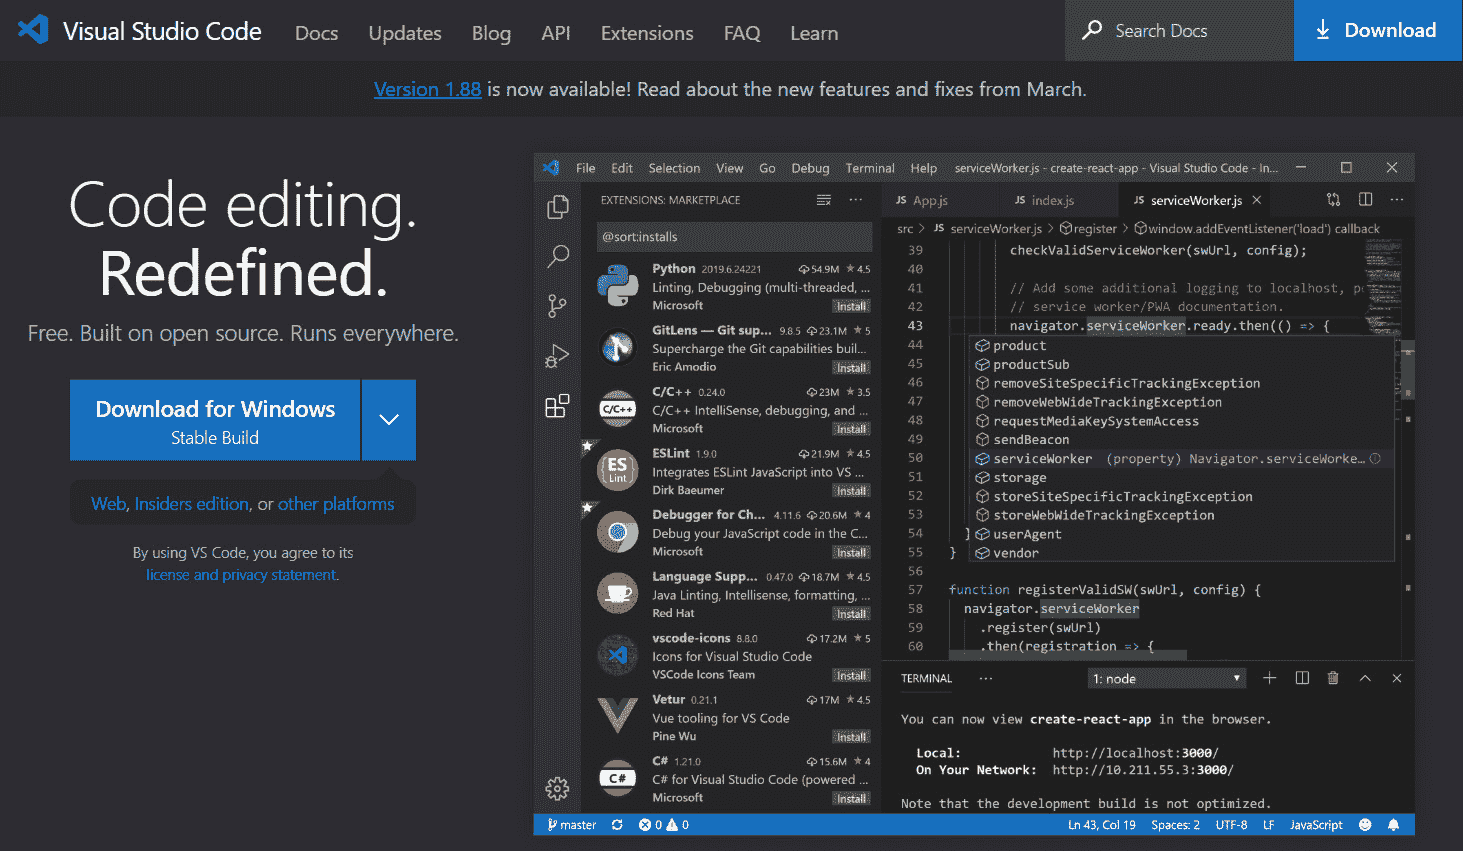 Visual Studio Code Docs Updates Blog API Extensions FAQ Learn Search Docs Download
Version 1.88 is now available! Read about the new features and fixes from March.
Code editing.
Redefined.
Free. Built on open source. Runs everywhere.
Download for Windows
Stable Build
Web, Insiders edition, or other platforms
By using VS Code, you agree to its
license and privacy statement.
File Edit Selection View Go Debug Terminal Help serviceWorker.js - create-react-app - Visual Studio Code - In...
EXTENSIONS: MARKETPLACE
@sort:installs
Python 2019.6.24221 54.9M ★ 4.5
Linting, Debugging (multi-threaded, ...
Microsoft Install
GitLens — Git sup... 9.8.5 23.1M ★ 5
Supercharge the Git capabilities buil...
Eric Amodio Install
C/C++
C/C++ 0.24.0 23M ★ 3.5
C/C++ IntelliSense, debugging, and ...
Microsoft Install
ES
Lint
ESLint 1.9.0 21.9M ★ 4.5
Integrates ESLint JavaScript into VS ...
Dirk Baeumer Install
Debugger for Ch... 4.11.6 20.6M ★ 4
Debug your JavaScript code in the C...
Microsoft Install
Language Supp... 0.47.0 18.7M ★ 4.5
Java Linting, Intellisense, formatting, ...
Red Hat Install
vscode-icons 8.8.0 17.2M ★ 5
Icons for Visual Studio Code
VSCode Icons Team Install
Vetur 0.21.1 17M ★ 4.5
Vue tooling for VS Code
Pine Wu Install
C#
C# 1.21.0 15.6M ★ 4
C# for Visual Studio Code (powered ...
Microsoft Install
JS App.js JS index.js JS serviceWorker.js
src > JS serviceWorker.js > register > window.addEventListener('load') callback
39 checkValidServiceWorker(swUrl, config);
40
41 // Add some additional logging to localhost, p
42 // service worker/PWA documentation.
43 navigator.serviceWorker.ready.then(() => {
44 product
45 productSub
46 removeSiteSpecificTrackingException
47 removeWebWideTrackingException
48 requestMediaKeySystemAccess
49 sendBeacon
50 serviceWorker (property) Navigator.serviceWorke...
51 storage
52 storeSiteSpecificTrackingException
53 storeWebWideTrackingException
54 ] userAgent
55 } vendor
56
57 function registerValidSW(swUrl, config) {
58 navigator.serviceWorker
59 .register(swUrl)
60 .then(registration => {
TERMINAL ... 1: node
You can now view create-react-app in the browser.
Local: http://localhost:3000/
On Your Network: http://10.211.55.3:3000/
Note that the development build is not optimized.
master 0 0 Ln 43, Col 19 Spaces: 2 UTF-8 LF JavaScript